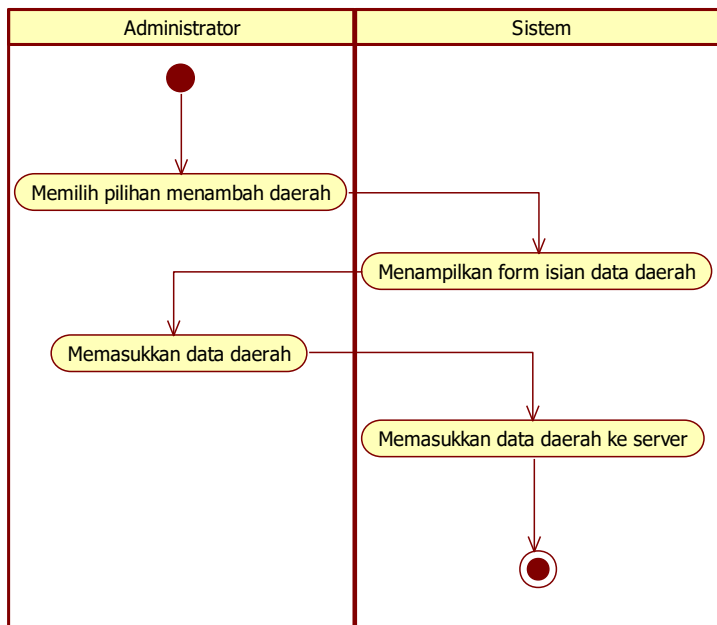 Administrator
Sistem
Memilih pilihan menambah daerah
Menampilkan form isian data daerah
Memasukkan data daerah
Memasukkan data daerah ke server